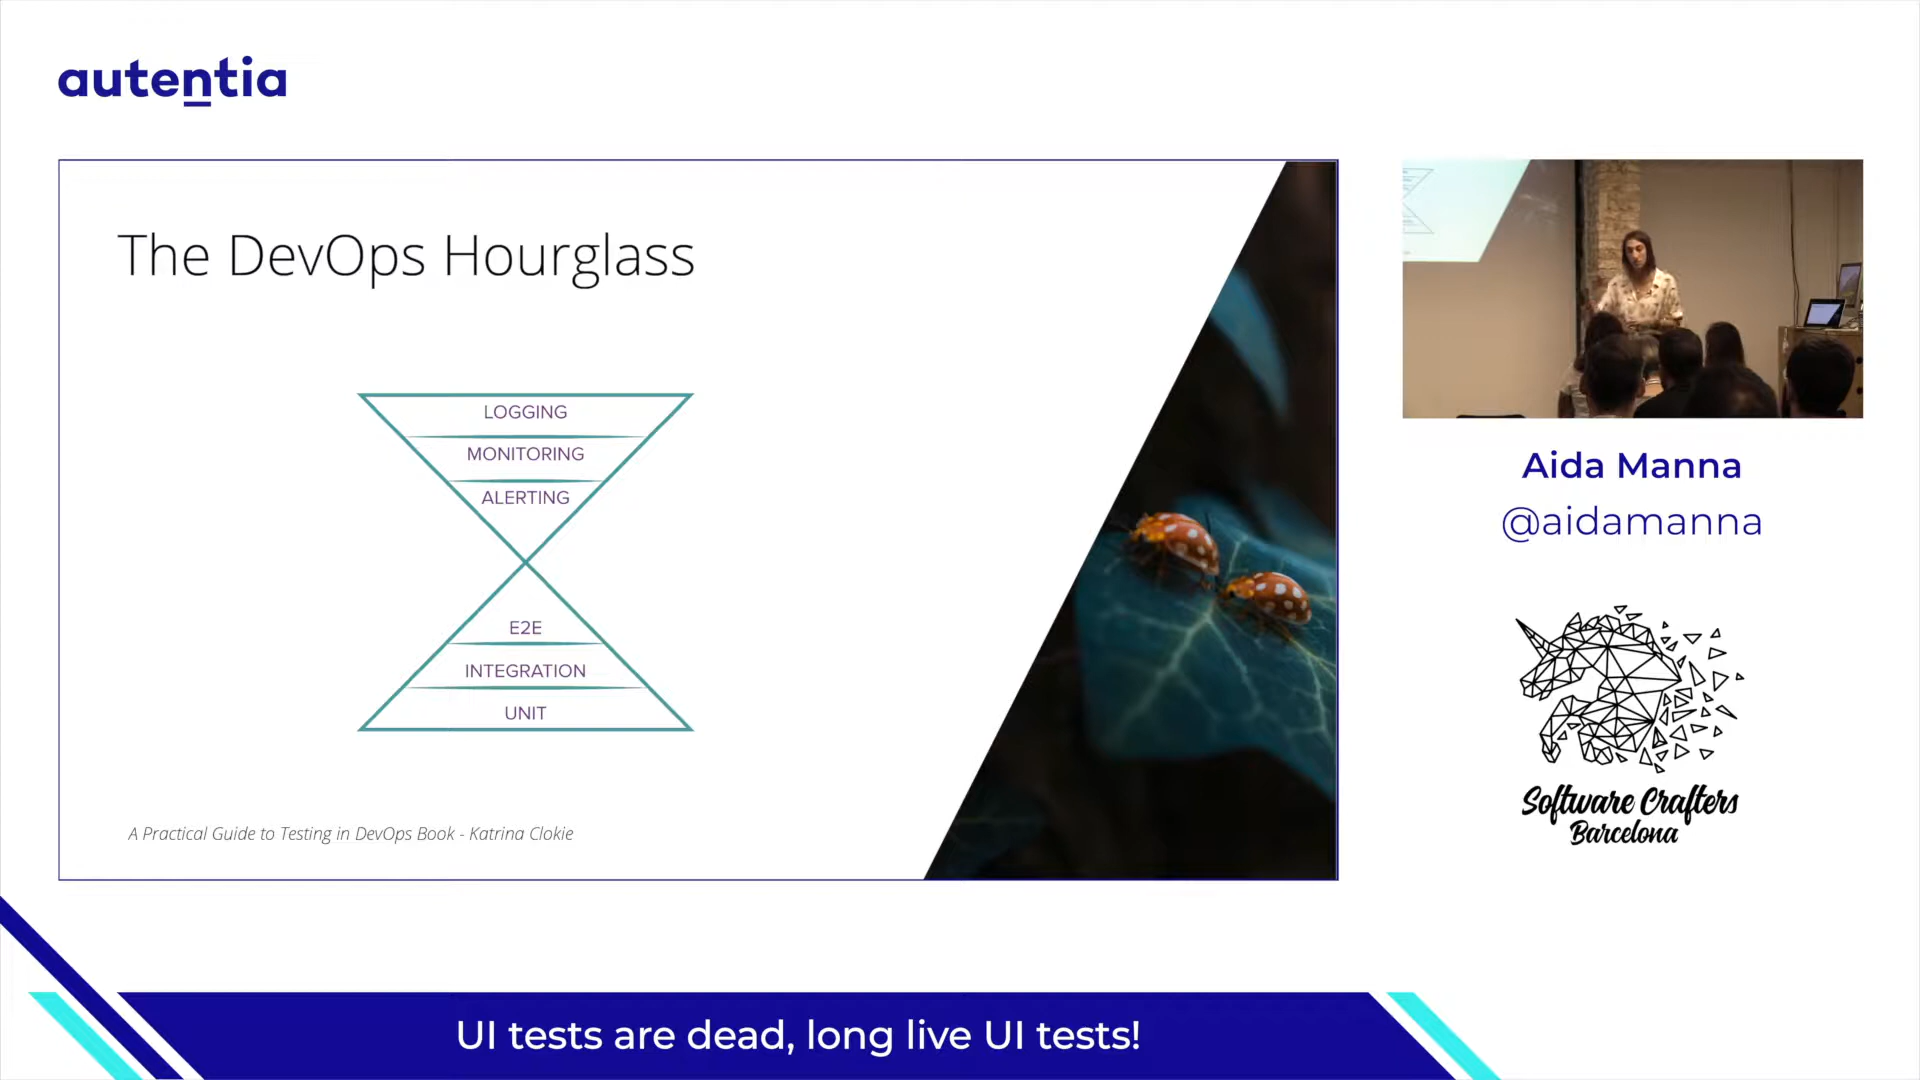 autentia
The DevOps Hourglass
LOGGING
MONITORING
ALERTING
E2E
INTEGRATION
UNIT
A Practical Guide to Testing in DevOps Book - Katrina Clokie
Aida Manna
@aidamanna
Software Crafters
Barcelona
UI tests are dead, long live UI tests!